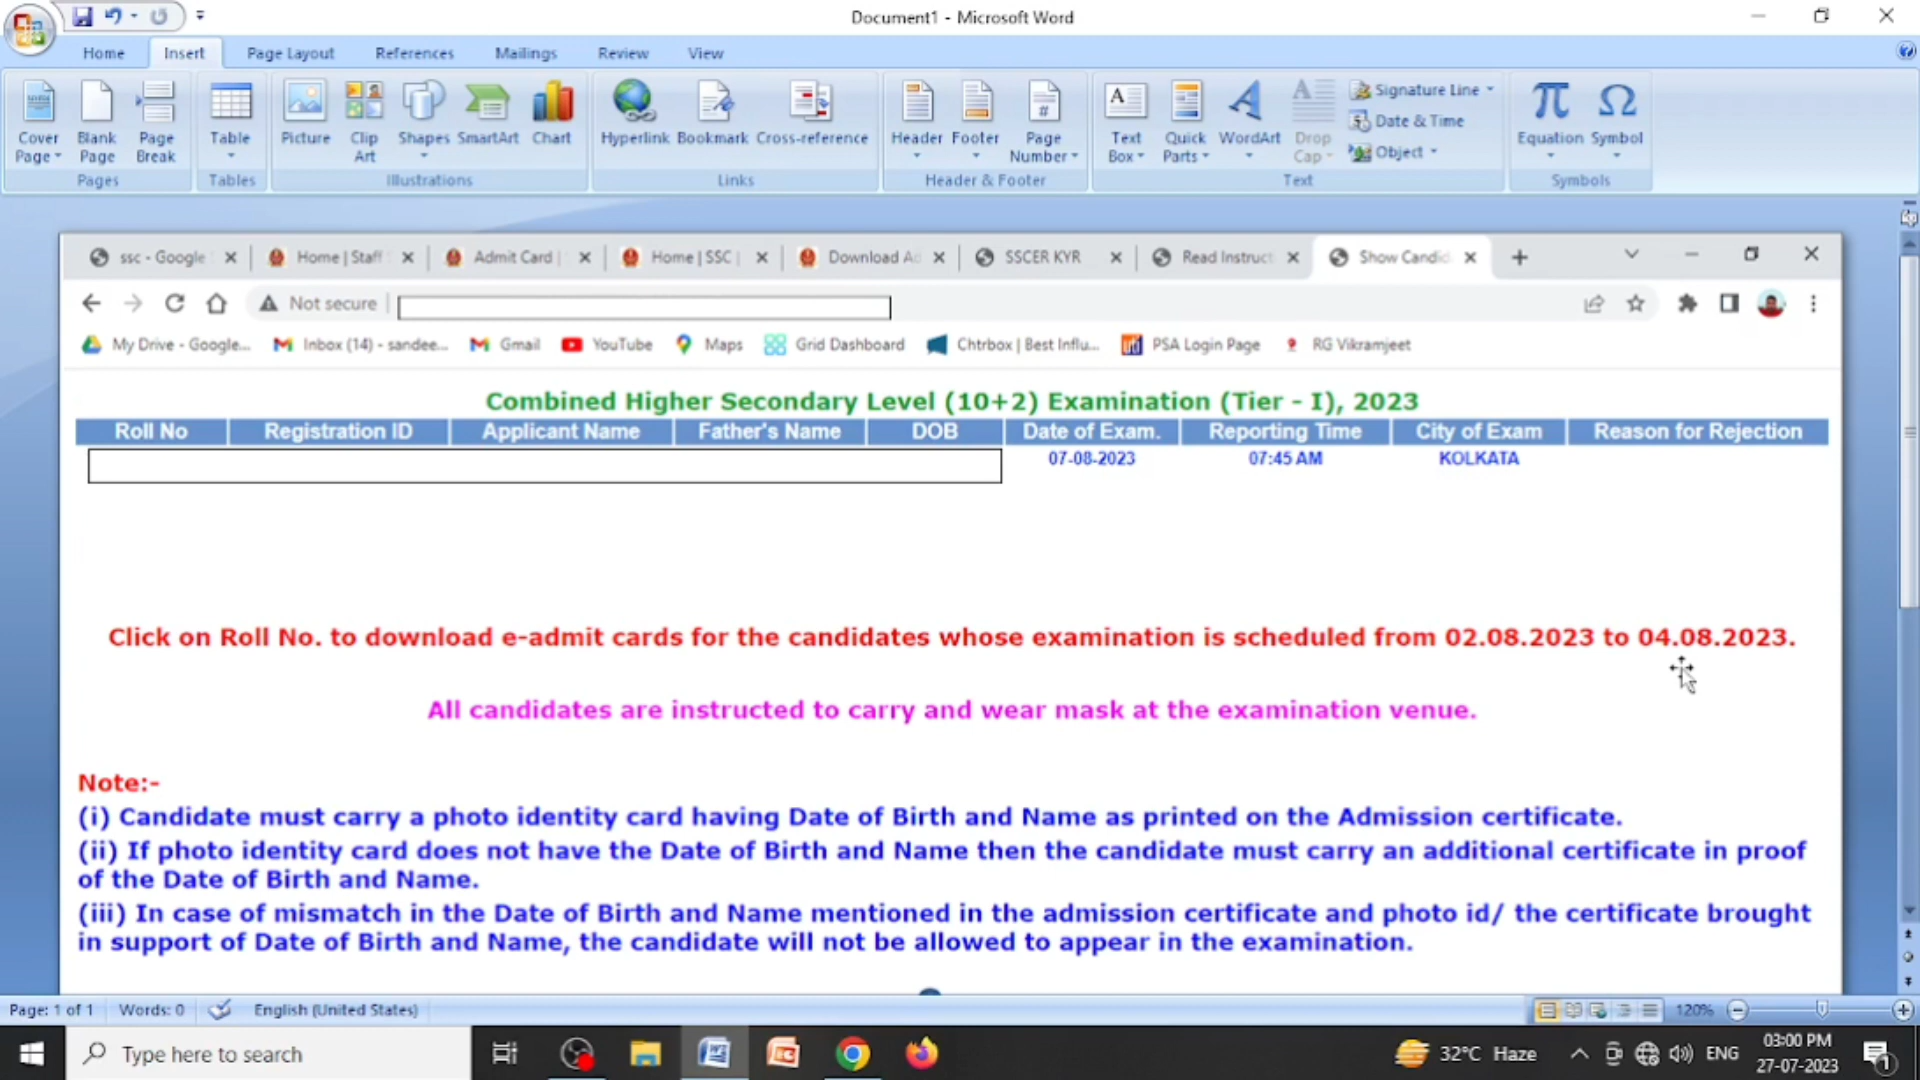 Document1 - Microsoft Word
Home Insert Page Layout References Mailings Review View
Cover Page Blank Page Page Break Table Picture Clip Art Shapes SmartArt Chart Hyperlink Bookmark Cross-reference Header Footer Page Number Text Box Quick Parts WordArt Drop Cap Signature Line Date & Time Object Equation Symbol
Pages Tables Illustrations Links Header & Footer Text Symbols
ssc - Google Home | Staff Admit Card | Home | SSC | Download Ad SSCER KYR Read Instruct Show Candid
Not secure
My Drive - Google... Inbox (14) - sandee... Gmail YouTube Maps Grid Dashboard Chtrbox | Best Influ... PSA Login Page RG Vikramjeet
Combined Higher Secondary Level (10+2) Examination (Tier - I), 2023
Roll No Registration ID Applicant Name Father's Name DOB Date of Exam. Reporting Time City of Exam Reason for Rejection
07-08-2023 07:45 AM KOLKATA
Click on Roll No. to download e-admit cards for the candidates whose examination is scheduled from 02.08.2023 to 04.08.2023.
All candidates are instructed to carry and wear mask at the examination venue.
Note:-
(i) Candidate must carry a photo identity card having Date of Birth and Name as printed on the Admission certificate.
(ii) If photo identity card does not have the Date of Birth and Name then the candidate must carry an additional certificate in proof
of the Date of Birth and Name.
(iii) In case of mismatch in the Date of Birth and Name mentioned in the admission certificate and photo id/ the certificate brought
in support of Date of Birth and Name, the candidate will not be allowed to appear in the examination.
Page: 1 of 1 Words: 0 English (United States) 120%
Type here to search 32°C Haze ENG 03:00 PM
27-07-2023 1